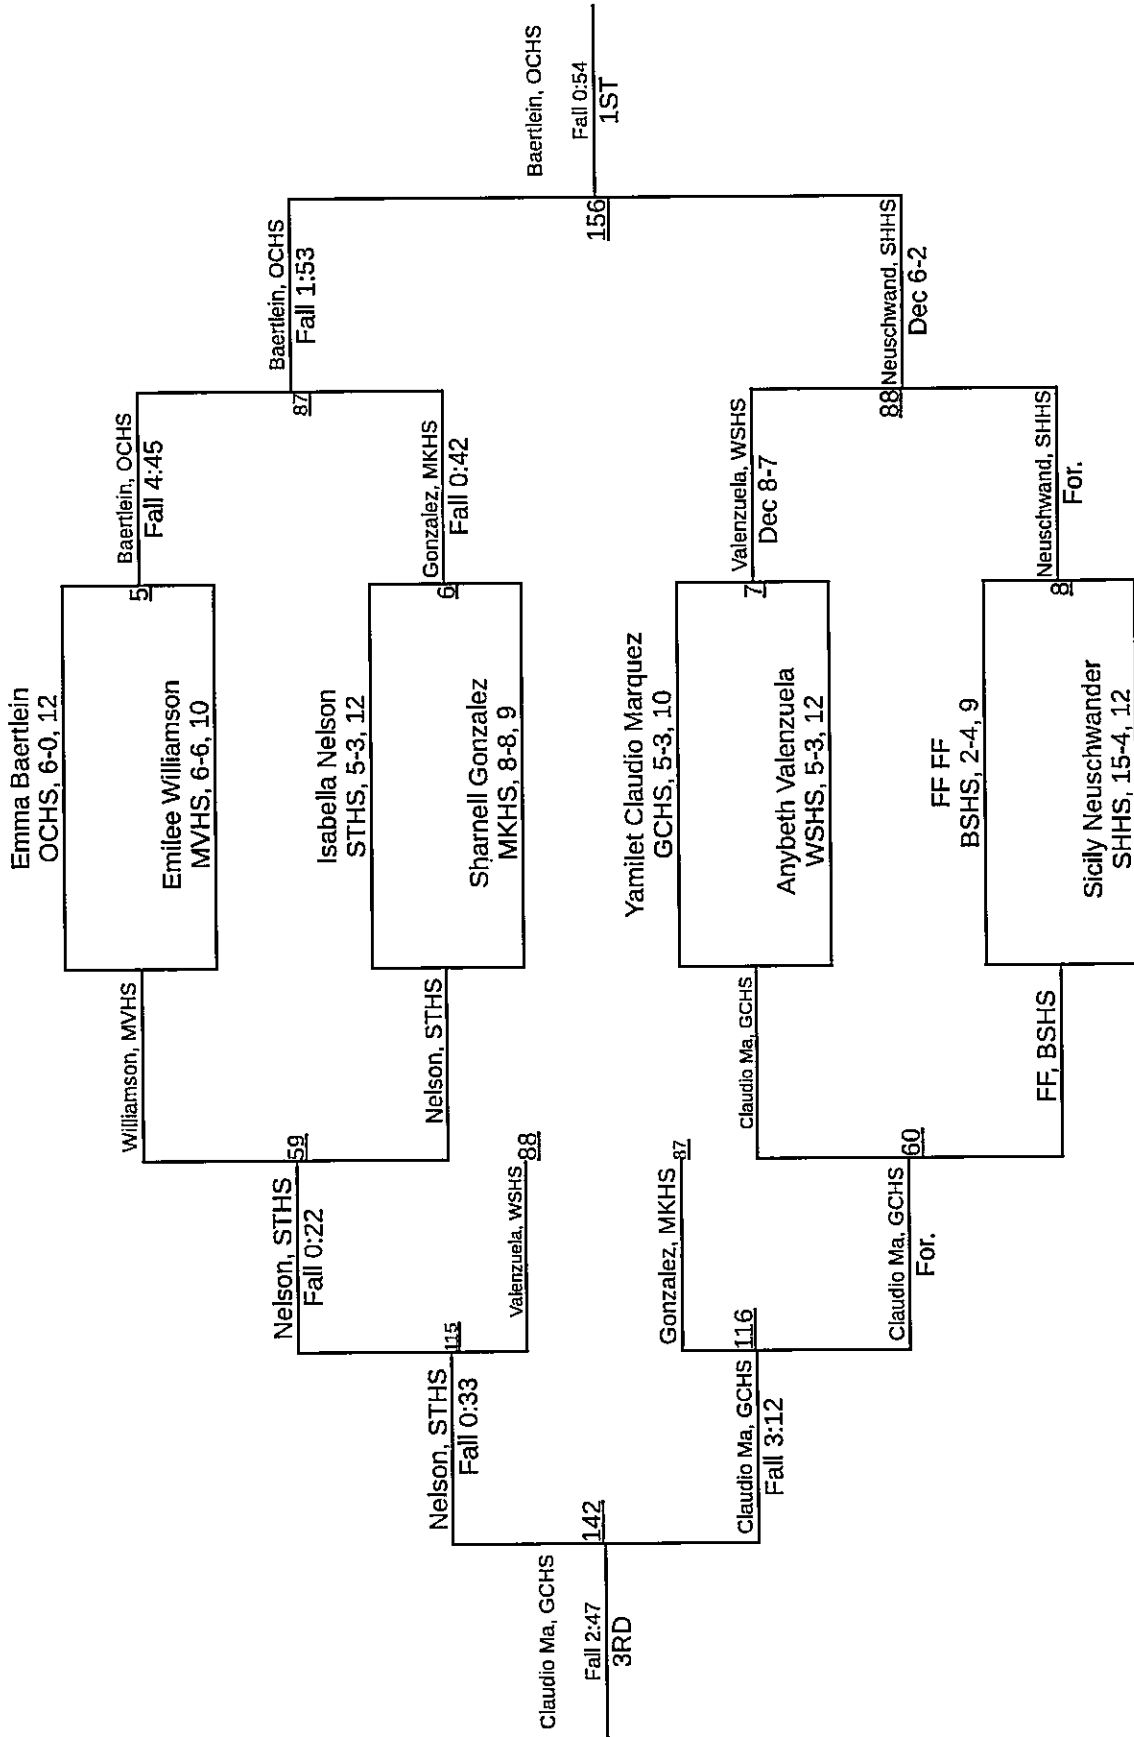 Emma Baertlein
OCHS, 6-0, 12
5
Emilee Williamson
MVHS, 6-6, 10
Isabella Nelson
STHS, 5-3, 12
6
Sharnell Gonzalez
MKHS, 8-8, 9
Yamilet Claudio Marquez
GCHS, 5-3, 10
7
Anybeth Valenzuela
WSHS, 5-3, 12
FF FF
BSHS, 2-4, 9
8
Sicily Neuschwander
SHHS, 15-4, 12
Baertlein, OCHS
Fall 4:45
87
Gonzalez, MKHS
Fall 0:42
Valenzuela, WSHS
Dec 8-7
88
Neuschwand, SHHS
For.
Baertlein, OCHS
Fall 1:53
156
Neuschwand, SHHS
Dec 6-2
Baertlein, OCHS
Fall 0:54
1ST
Williamson, MVHS
59
Nelson, STHS
Claudio Ma, GCHS
60
FF, BSHS
Nelson, STHS
Fall 0:22
115
Valenzuela, WSHS
88
Gonzalez, MKHS
87
116
Claudio Ma, GCHS
For.
Nelson, STHS
Fall 0:33
142
Claudio Ma, GCHS
Fall 3:12
Claudio Ma, GCHS
Fall 2:47
3RD